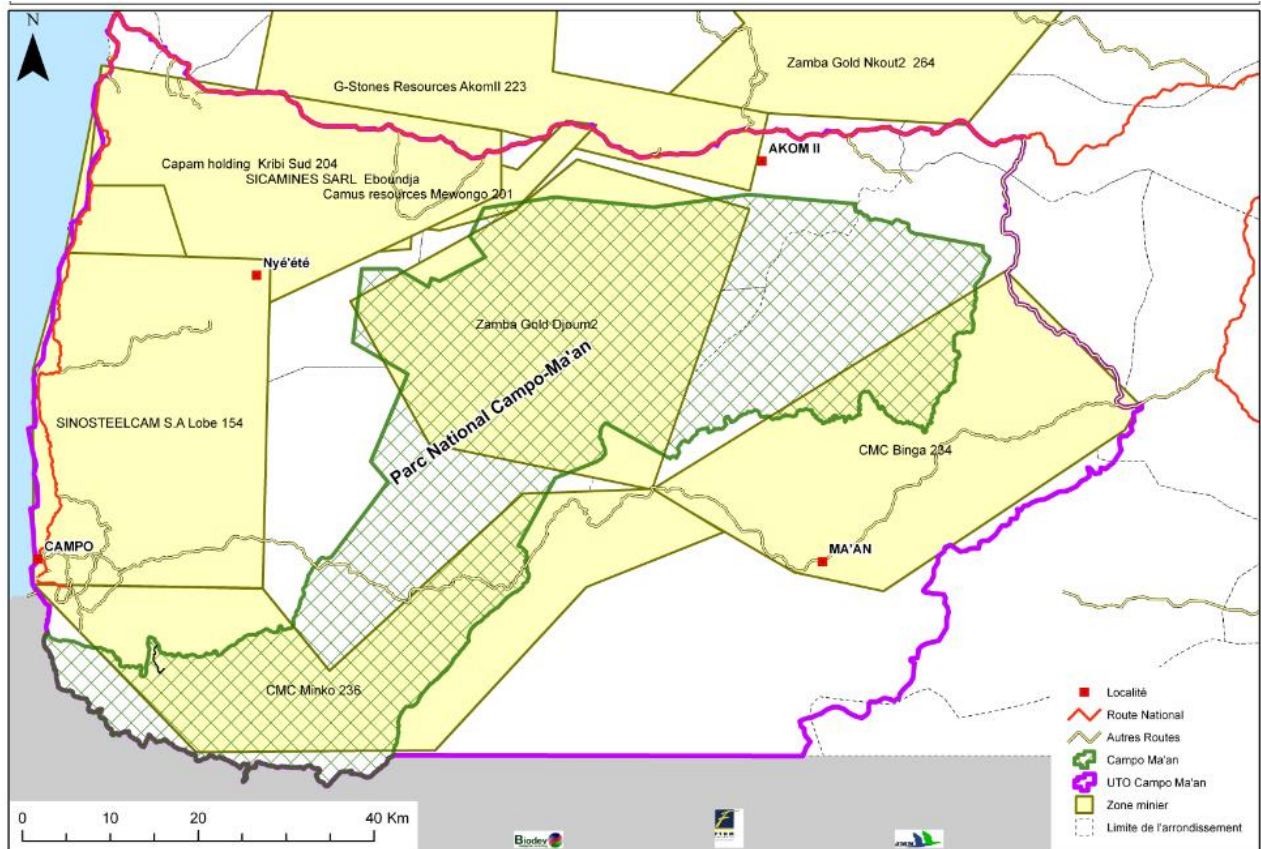 N
Zamba Gold Nkout2 264
G-Stones Resources AkomII 223
AKOM II
Capam holding Kribi Sud 204
SICAMINES SARL Eboundja
Camus resources Mewongo 201
Nyé'été
Zamba Gold Djoum2
Parc National Campo-Ma'an
SINOSTEELCAM S.A Lobe 154
CMC Binga 234
CAMPO
MA'AN
CMC Minko 236
Localité
Route National
Autres Routes
Campo Ma'an
UTO Campo Ma'an
Zone minier
Limite de l'arrondissement
0 10 20 40 Km
Biodev